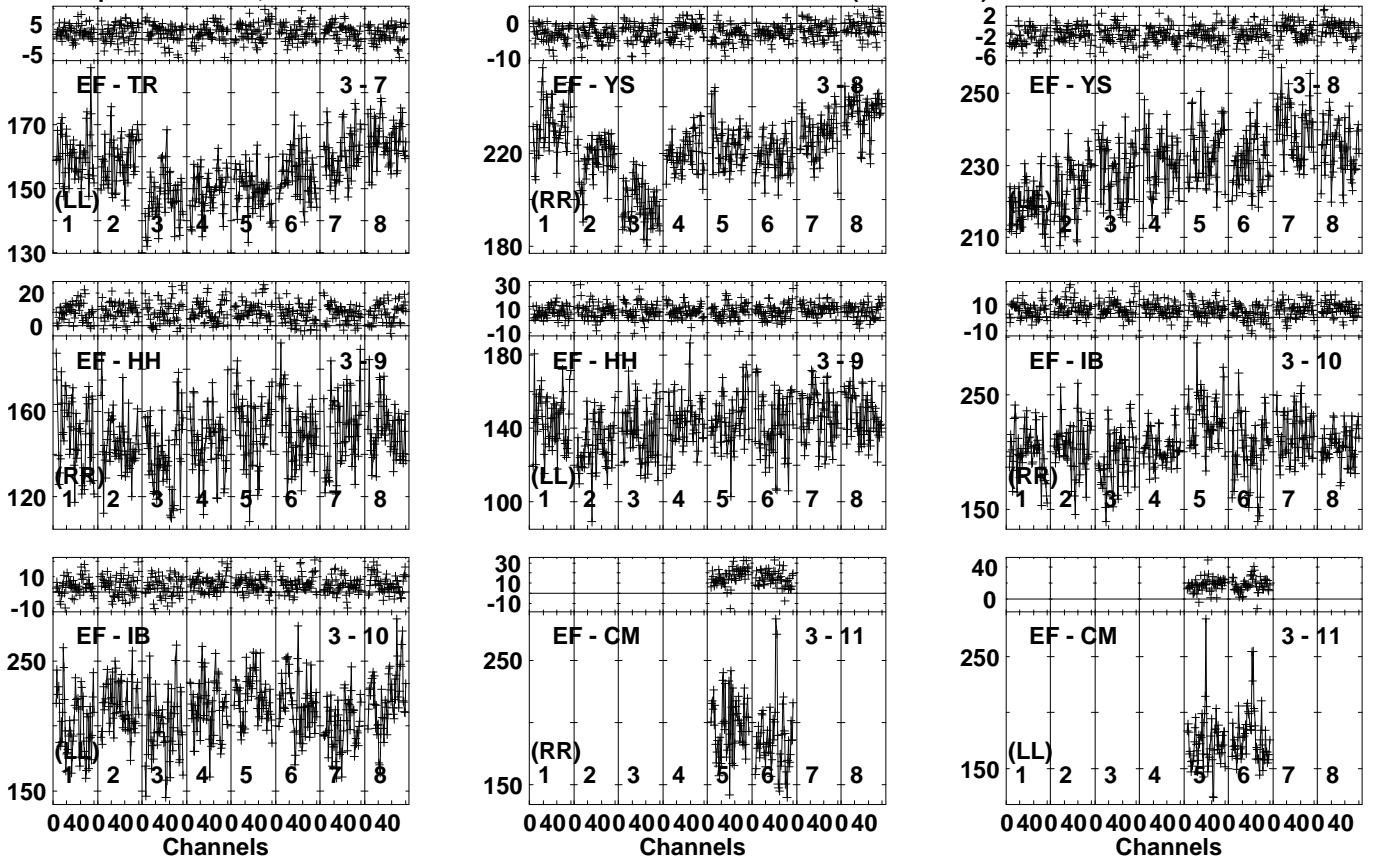 5
-5
EF - TR
3 - 7
170
150
130
(LL)
1 2 3 4 5 6 7 8
0
-10
EF - YS
3 - 8
220
180
(RR)
1 2 3 4 5 6 7 8
2
-2
-6
EF - YS
3 - 8
250
230
210
1 2 3 4 5 6 7 8
20
0
EF - HH
3 - 9
160
120
(RR)
1 2 3 4 5 6 7 8
30
10
-10
EF - HH
3 - 9
180
140
100
(LL)
1 2 3 4 5 6 7 8
10
-10
EF - IB
3 - 10
250
150
(RR)
1 2 3 4 5 6 7 8
10
-10
EF - IB
3 - 10
250
150
(LL)
1 2 3 4 5 6 7 8
0 40 0 40 0 40 0 40 0 40 0 40 0 40 0 40
Channels
30
10
-10
EF - CM
3 - 11
250
150
(RR)
1 2 3 4 5 6 7 8
0 40 0 40 0 40 0 40 0 40 0 40 0 40 0 40
Channels
40
0
EF - CM
3 - 11
250
150
(LL)
1 2 3 4 5 6 7 8
0 40 0 40 0 40 0 40 0 40 0 40 0 40 0 40
Channels